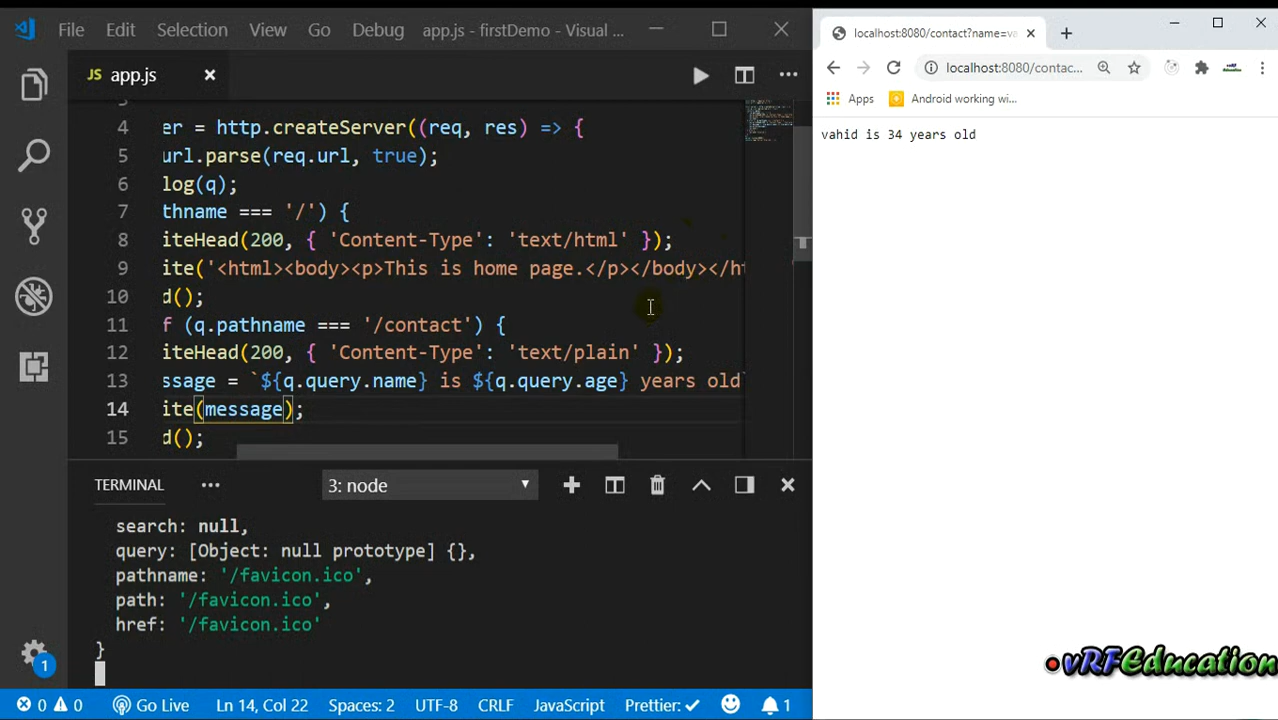 File Edit Selection View Go Debug app.js - firstDemo - Visual ...
JS app.js
4 er = http.createServer((req, res) => {
5 url.parse(req.url, true);
6 log(q);
7 thname === '/') {
8 iteHead(200, { 'Content-Type': 'text/html' });
9 ite('<html><body><p>This is home page.</p></body></ht
10 d();
11 f (q.pathname === '/contact') {
12 iteHead(200, { 'Content-Type': 'text/plain' });
13 ssage = `${q.query.name} is ${q.query.age} years old`
14 ite(message);
15 d();
TERMINAL ... 3: node
search: null,
query: [Object: null prototype] {},
pathname: '/favicon.ico',
path: '/favicon.ico',
href: '/favicon.ico'
}
1
0 0 Go Live Ln 14, Col 22 Spaces: 2 UTF-8 CRLF JavaScript Prettier: ✓ 1
localhost:8080/contact?name=va
localhost:8080/contac...
Apps Android working wi...
vahid is 34 years old
vRFEducation